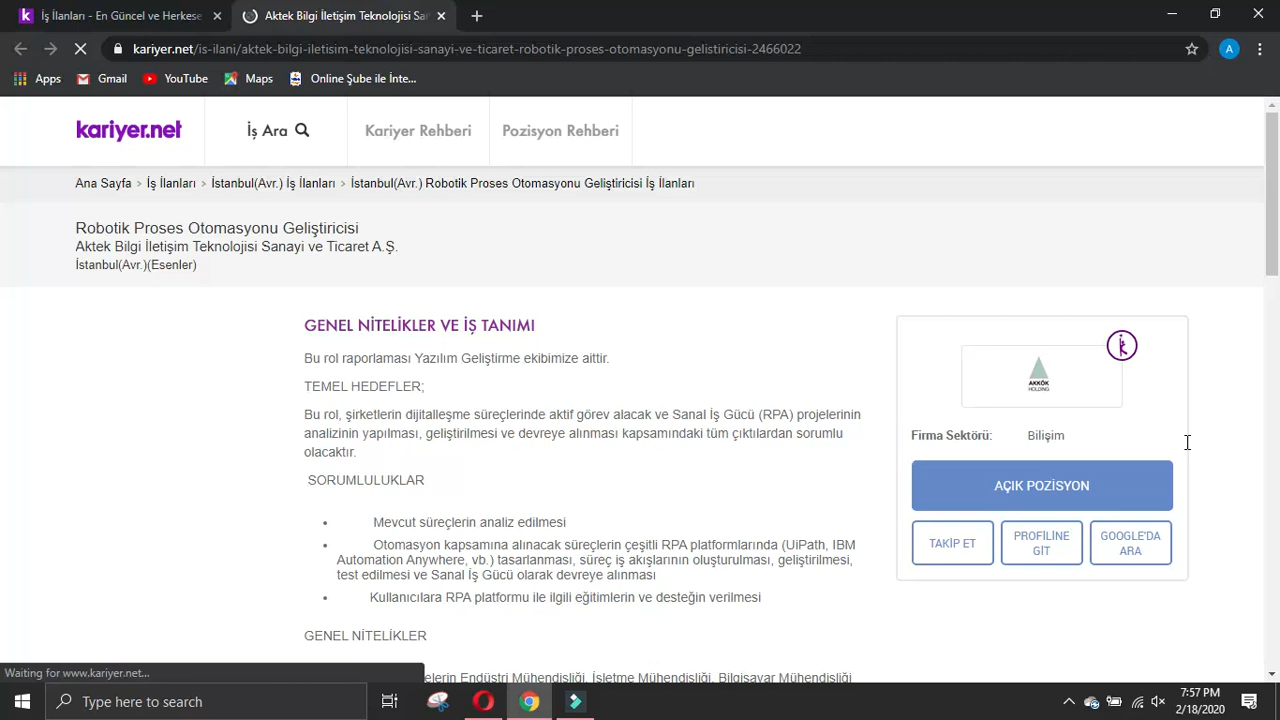 İş İlanları - En Güncel ve Herkese
Aktek Bilgi İletişim Teknolojisi San
kariyer.net/is-ilani/aktek-bilgi-iletisim-teknolojisi-sanayi-ve-ticaret-robotik-proses-otomasyonu-gelistiricisi-2466022
A
Apps
Gmail
YouTube
Maps
Online Şube ile İnte...
kariyer.net
İş Ara
Kariyer Rehberi
Pozisyon Rehberi
Ana Sayfa > İş İlanları > İstanbul(Avr.) İş İlanları > İstanbul(Avr.) Robotik Proses Otomasyonu Geliştiricisi İş İlanları
Robotik Proses Otomasyonu Geliştiricisi
Aktek Bilgi İletişim Teknolojisi Sanayi ve Ticaret A.Ş.
İstanbul(Avr.)(Esenler)
GENEL NİTELİKLER VE İŞ TANIMI
Bu rol raporlaması Yazılım Geliştirme ekibimize aittir.
TEMEL HEDEFLER;
Bu rol, şirketlerin dijitalleşme süreçlerinde aktif görev alacak ve Sanal İş Gücü (RPA) projelerinin
analizinin yapılması, geliştirilmesi ve devreye alınması kapsamındaki tüm çıktılardan sorumlu
olacaktır.
SORUMLULUKLAR
• Mevcut süreçlerin analiz edilmesi
• Otomasyon kapsamına alınacak süreçlerin çeşitli RPA platformlarında (UiPath, IBM
Automation Anywhere, vb.) tasarlanması, süreç iş akışlarının oluşturulması, geliştirilmesi,
test edilmesi ve Sanal İş Gücü olarak devreye alınması
• Kullanıcılara RPA platformu ile ilgili eğitimlerin ve desteğin verilmesi
GENEL NİTELİKLER
Endüstri Mühendisliği, İşletme Mühendisliği, Bilgisayar Mühendisliği
AKKÖK
HOLDING
Firma Sektörü: Bilişim
AÇIK POZİSYON
TAKİP ET
PROFİLİNE
GİT
GOOGLE'DA
ARA
Waiting for www.kariyer.net...
Type here to search
7:57 PM
2/18/2020